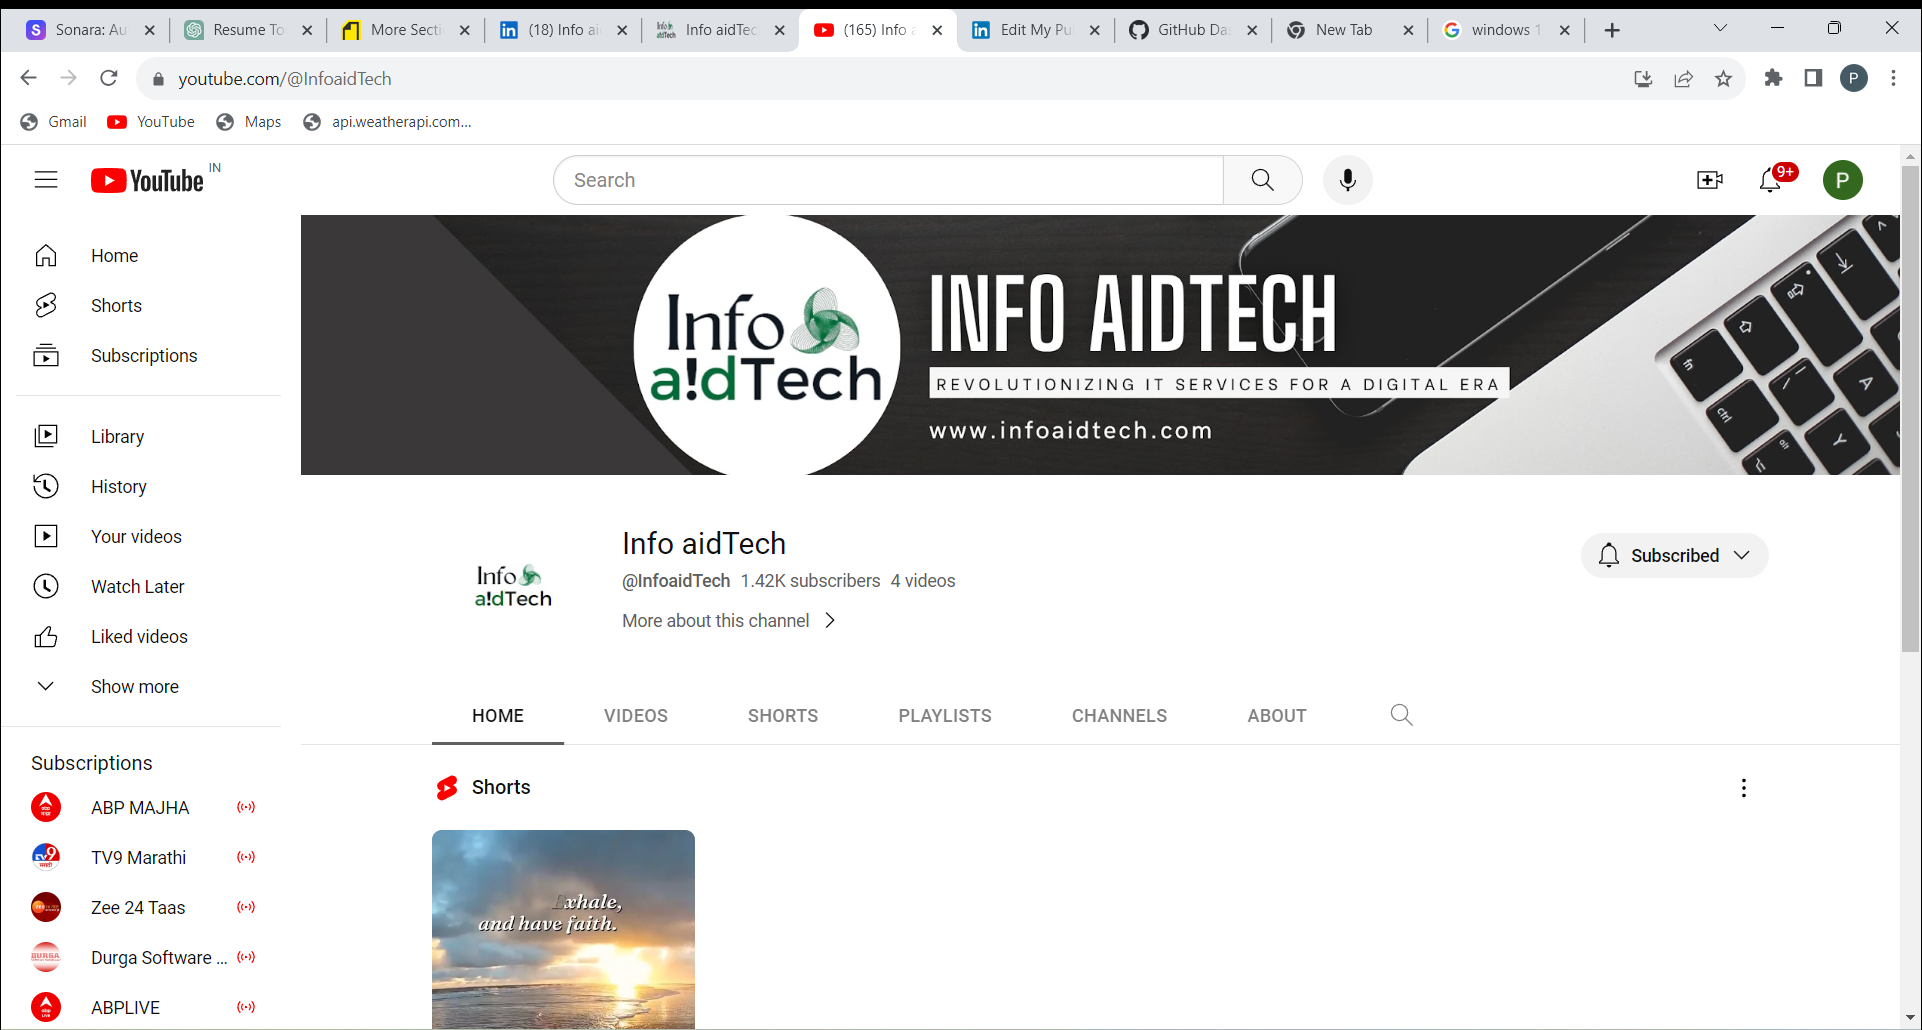 Sonara: Au
Resume To
More Secti
(18) Info ai
Info aidTec
(165) Info a
Edit My Pu
GitHub Das
New Tab
windows 1
youtube.com/@InfoaidTech
P
Gmail
YouTube
Maps
api.weatherapi.com...
YouTube IN
Search
9+
P
Home
Shorts
Subscriptions
Library
History
Your videos
Watch Later
Liked videos
Show more
Subscriptions
ABP MAJHA
TV9 Marathi
Zee 24 Taas
Durga Software ...
ABPLIVE
Info
a!dTech
INFO AIDTECH
REVOLUTIONIZING IT SERVICES FOR A DIGITAL ERA
www.infoaidtech.com
Info
a!dTech
Info aidTech
@InfoaidTech 1.42K subscribers 4 videos
More about this channel
Subscribed
HOME
VIDEOS
SHORTS
PLAYLISTS
CHANNELS
ABOUT
Shorts
Exhale,
and have faith.